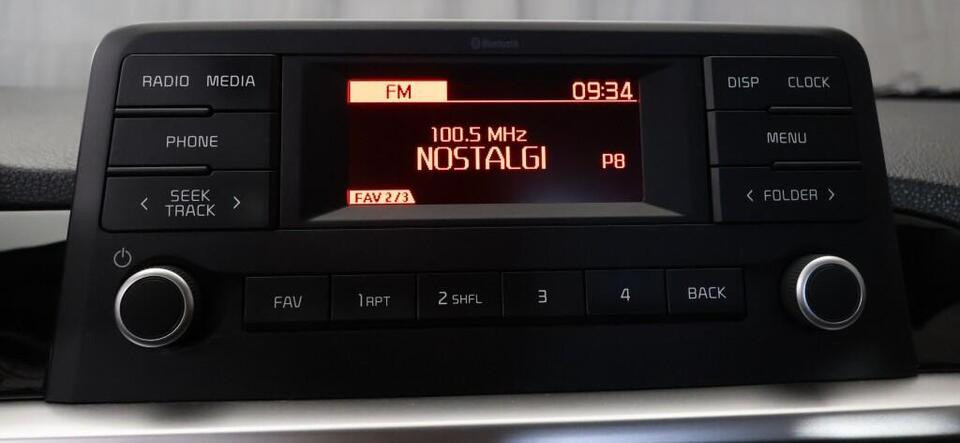 Bluetooth
RADIO MEDIA
PHONE
< SEEK >
TRACK
FM 09:34
100.5 MHz
NOSTALGI P8
FAV 2/3
DISP CLOCK
MENU
< FOLDER >
FAV 1 RPT 2 SHFL 3 4 BACK